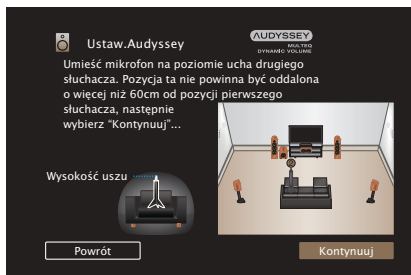 Ustaw.Audyssey
AUDYSSEY
MULTEQ
DYNAMIC VOLUME
Umieść mikrofon na poziomie ucha drugiego
słuchacza. Pozycja ta nie powinna być oddalona
o więcej niż 60cm od pozycji pierwszego
słuchacza, następnie
wybierz “Kontynuuj”...
Wysokość uszu
Powrót
Kontynuuj